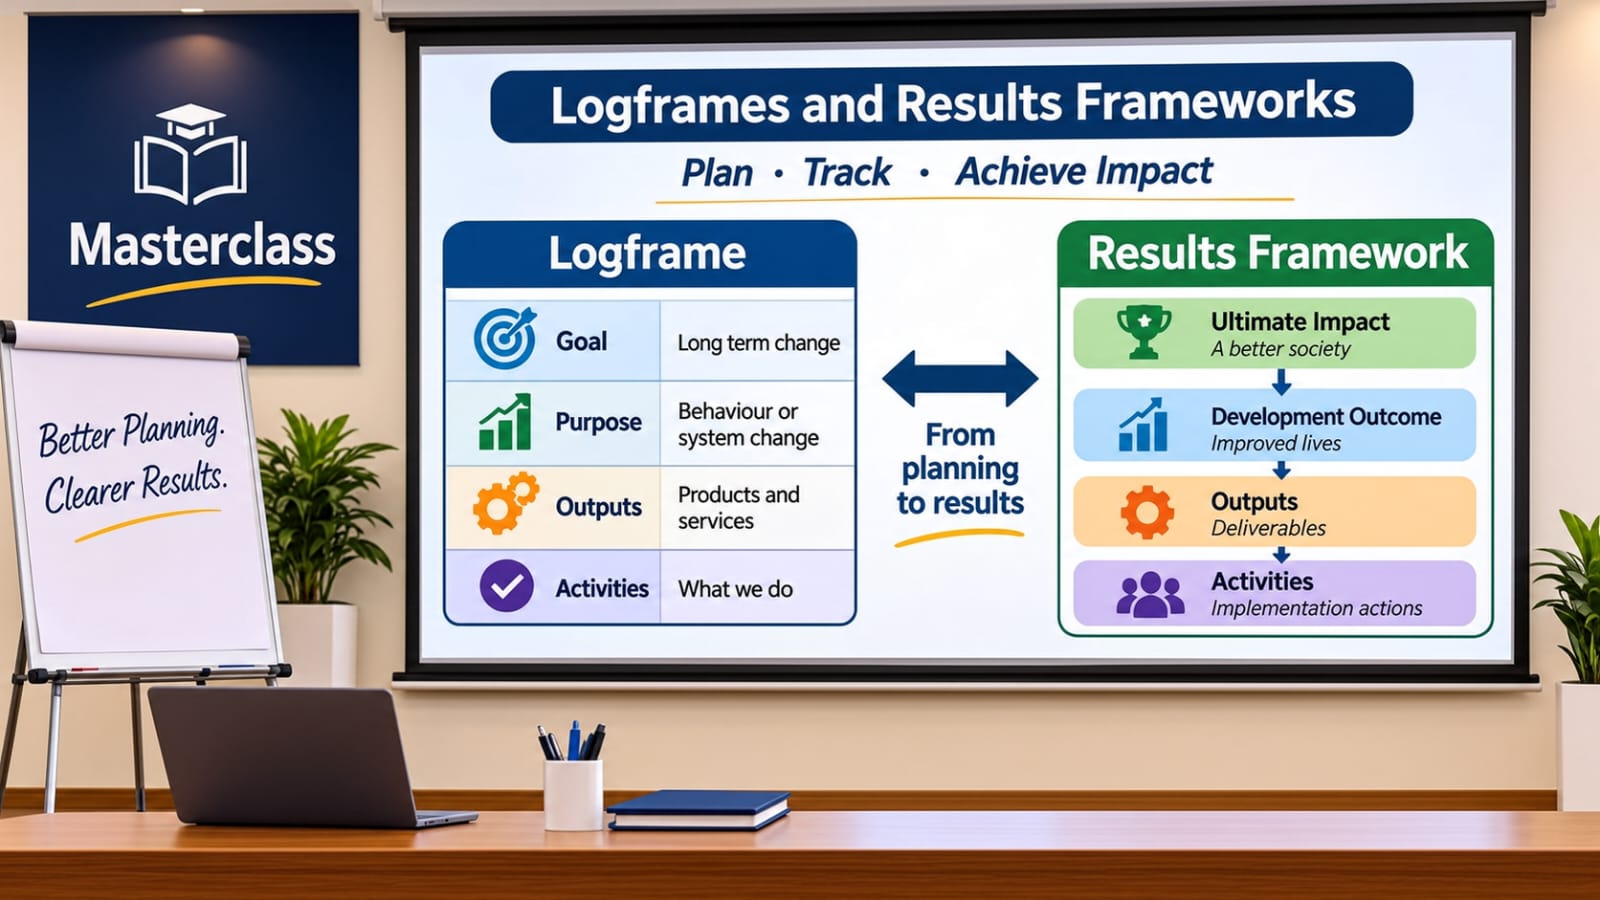 Masterclass
Better Planning.
Clearer Results.
Logframes and Results Frameworks
Plan · Track · Achieve Impact
Logframe
Goal
Long term change
Purpose
Behaviour or
system change
Outputs
Products and
services
Activities
What we do
From
planning
to results
Results Framework
Ultimate Impact
A better society
Development Outcome
Improved lives
Outputs
Deliverables
Activities
Implementation actions